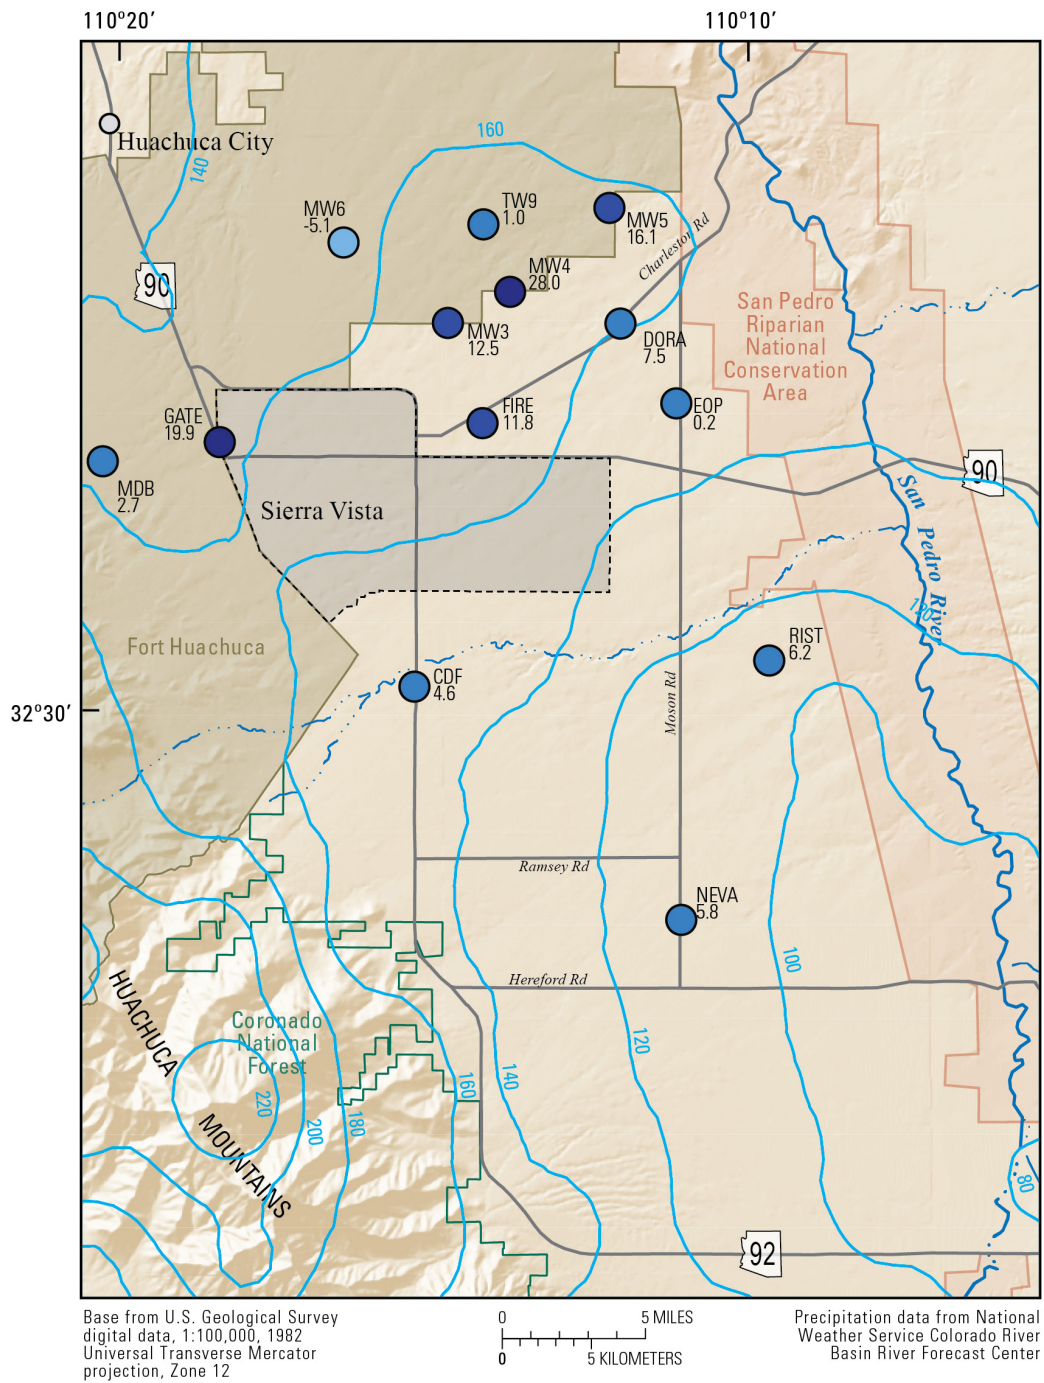 110°20′
110°10′
Huachuca City
160
140
MW6
-5.1
TW9
1.0
MW5
16.1
Charleston Rd
MW4
28.0
90
San Pedro
Riparian
National
Conservation
Area
MW3
12.5
DORA
7.5
GATE
19.9
FIRE
11.8
EOP
0.2
MDB
2.7
90
Sierra Vista
San Pedro River
120
Fort Huachuca
RIST
6.2
CDF
4.6
Moson Rd
32°30′
Ramsey Rd
NEVA
5.8
100
Hereford Rd
HUACHUCA
MOUNTAINS
Coronado
National
Forest
120
140
160
180
200
220
80
92
Base from U.S. Geological Survey
digital data, 1:100,000, 1982
Universal Transverse Mercator
projection, Zone 12
0 5 MILES
0 5 KILOMETERS
Precipitation data from National
Weather Service Colorado River
Basin River Forecast Center